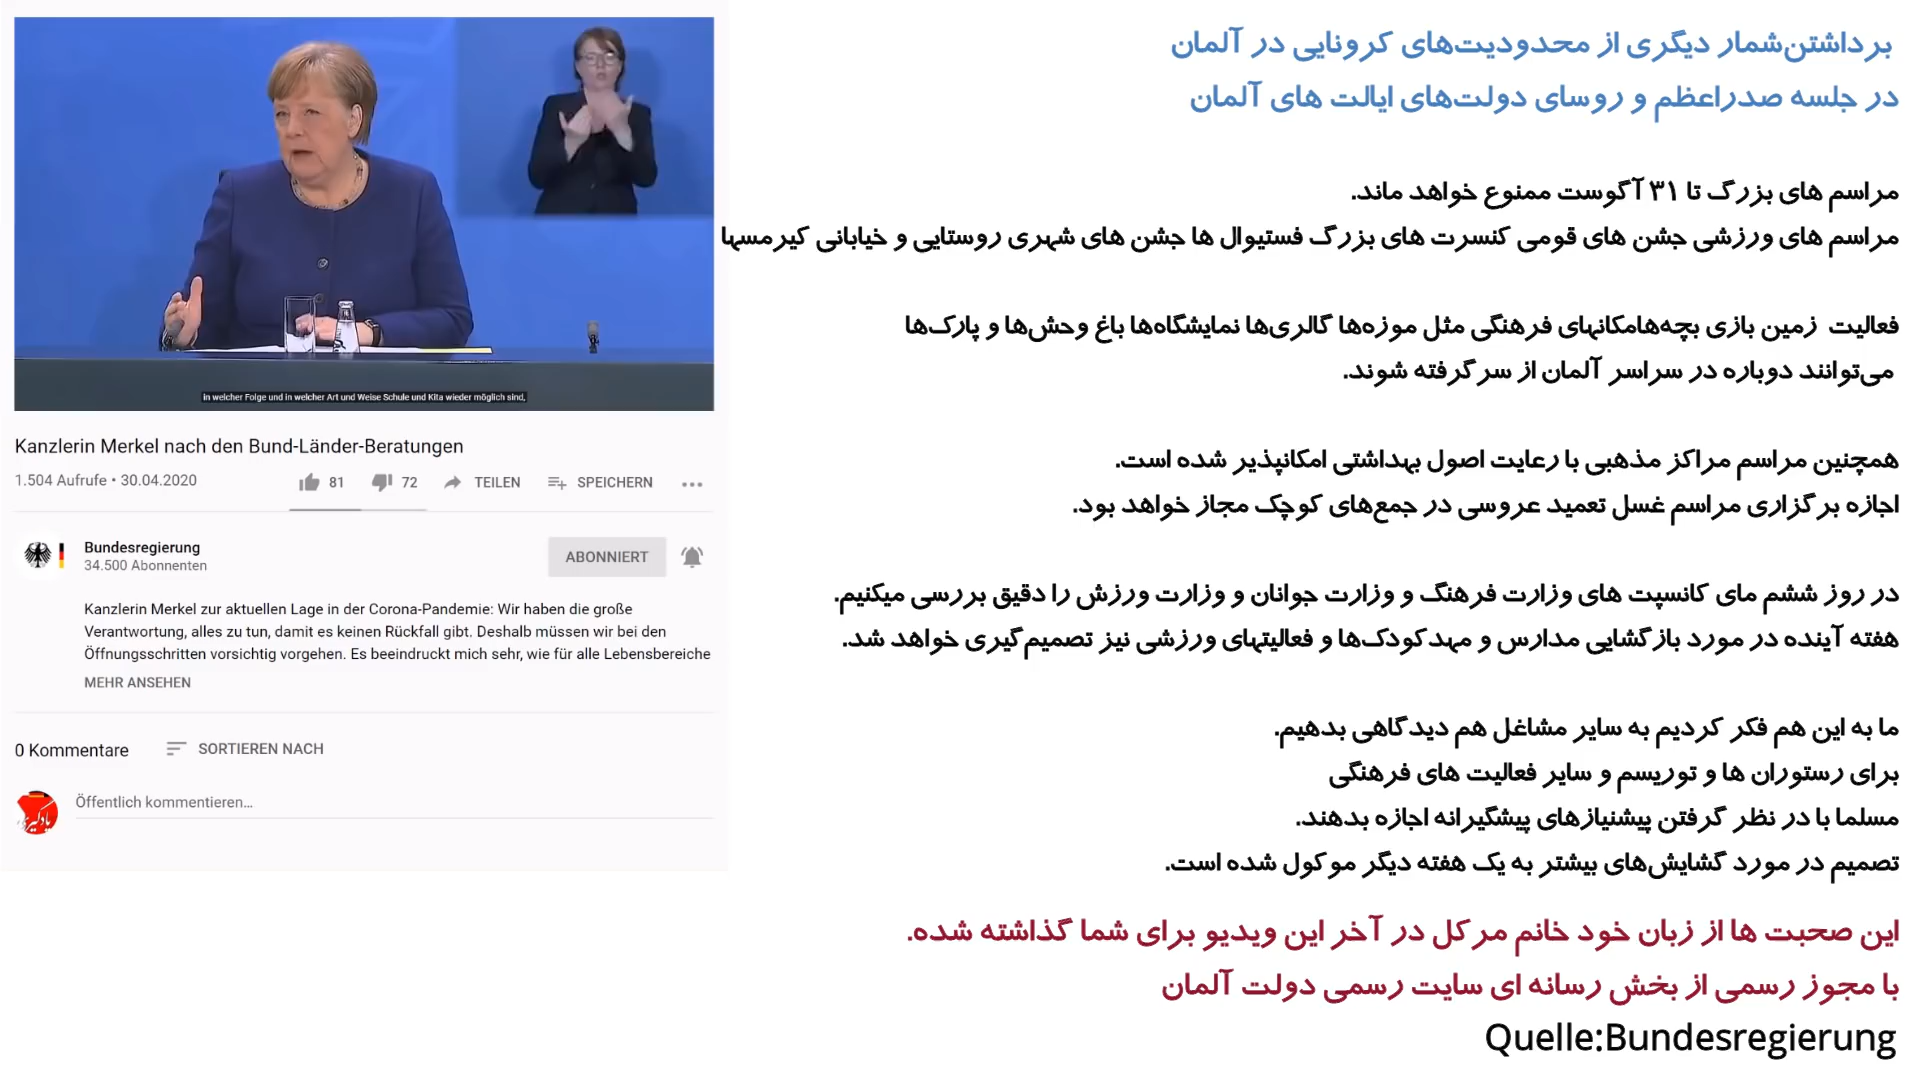 in welcher Folge und in welcher Art und Weise Schule und Kita wieder möglich sind,
Kanzlerin Merkel nach den Bund-Länder-Beratungen
1.504 Aufrufe • 30.04.2020
81 72 TEILEN SPEICHERN
Bundesregierung
34.500 Abonnenten
ABONNIERT
Kanzlerin Merkel zur aktuellen Lage in der Corona-Pandemie: Wir haben die große
Verantwortung, alles zu tun, damit es keinen Rückfall gibt. Deshalb müssen wir bei den
Öffnungsschritten vorsichtig vorgehen. Es beeindruckt mich sehr, wie für alle Lebensbereiche
MEHR ANSEHEN
0 Kommentare SORTIEREN NACH
Öffentlich kommentieren...
برداشتن‌شمار دیگری از محدودیت‌های کرونایی در آلمان
در جلسه صدراعظم و روسای دولت‌های ایالت های آلمان
مراسم های بزرگ تا ۳۱ آگوست ممنوع خواهد ماند.
مراسم های ورزشی جشن های قومی کنسرت های بزرگ فستیوال ها جشن های شهری روستایی و خیابانی کیرمسها
فعالیت زمین بازی بچه‌هامکانهای فرهنگی مثل موزه‌ها گالری‌ها نمایشگاه‌ها باغ وحش‌ها و پارک‌ها
می‌توانند دوباره در سراسر آلمان از سر گرفته شوند.
همچنین مراسم مراکز مذهبی با رعایت اصول بهداشتی امکانپذیر شده است.
اجازه برگزاری مراسم غسل تعمید عروسی در جمع‌های کوچک مجاز خواهد بود.
در روز ششم مای کانسپت های وزارت فرهنگ و وزارت جوانان و وزارت ورزش را دقیق بررسی میکنیم.
هفته آینده در مورد بازگشایی مدارس و مهدکودک‌ها و فعالیتهای ورزشی نیز تصمیم‌گیری خواهد شد.
ما به این هم فکر کردیم به سایر مشاغل هم دیدگاهی بدهیم.
برای رستوران ها و توریسم و سایر فعالیت های فرهنگی
مسلما با در نظر گرفتن پیشنیازهای پیشگیرانه اجازه بدهند.
تصمیم در مورد گشایش‌های بیشتر به یک هفته دیگر موکول شده است.
این صحبت ها از زبان خود خانم مرکل در آخر این ویدیو برای شما گذاشته شده.
با مجوز رسمی از بخش رسانه ای سایت رسمی دولت آلمان
Quelle:Bundesregierung